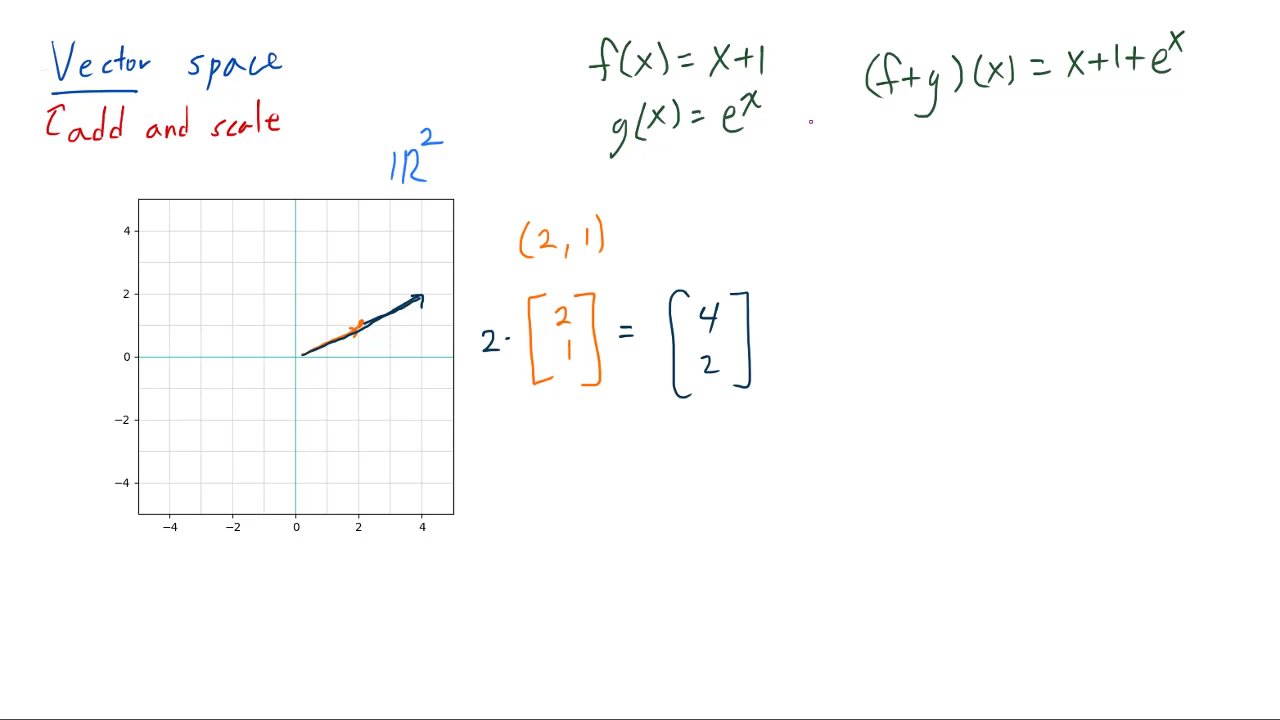 Vector space
add and scale
f(x) = x+1
g(x) = e^x
(f+g)(x) = x+1+e^x
ℝ²
4
2
0
−2
−4
−4
−2
0
2
4
(2, 1)
2 · [2 1] = [4 2]